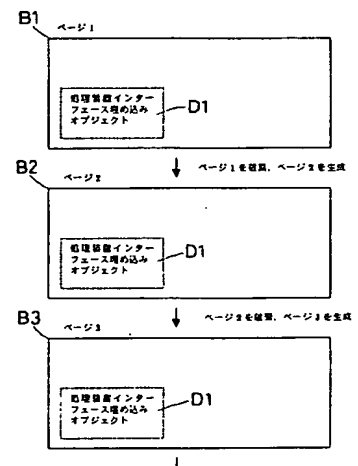 B1
ページ1
処理装置インター
フェース埋め込み
オブジェクト
D1
ページ1を破棄、ページ2を生成
B2
ページ2
処理装置インター
フェース埋め込み
オブジェクト
D1
ページ2を破棄、ページ3を生成
B3
ページ3
処理装置インター
フェース埋め込み
オブジェクト
D1